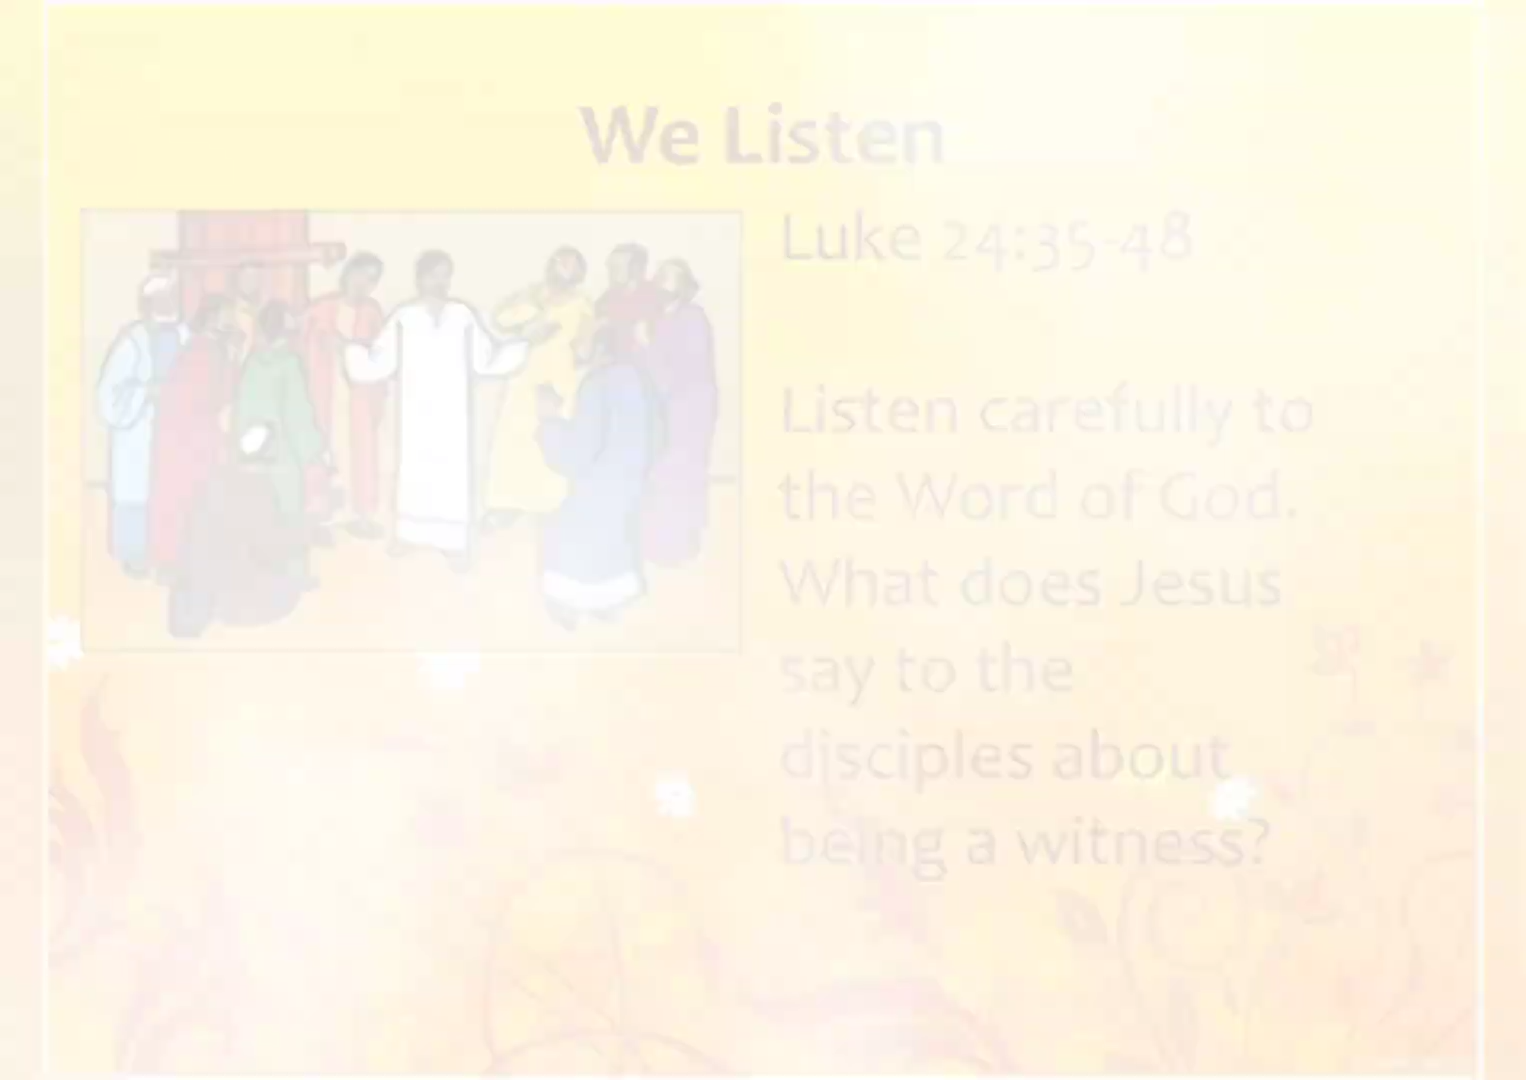 We Listen
Luke 24:35-48
Listen carefully to
the Word of God.
What does Jesus
say to the
disciples about
being a witness?